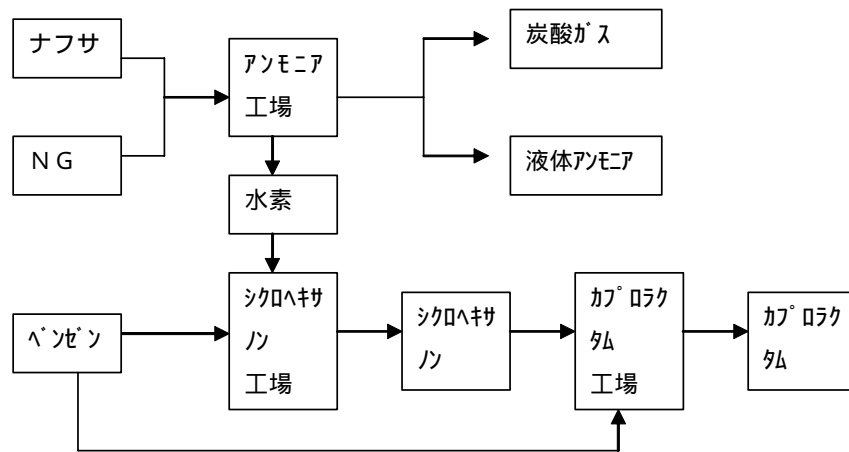 ナフサ
ＮＧ
ｱﾝﾓﾆｱ
工場
炭酸ｶﾞｽ
液体ｱﾝﾓﾆｱ
水素
ﾍﾞﾝｾﾞﾝ
ｼｸﾛﾍｷｻ
ﾉﾝ
工場
ｼｸﾛﾍｷｻ
ﾉﾝ
ｶﾌﾟﾛﾗｸ
ﾀﾑ
工場
ｶﾌﾟﾛﾗｸ
ﾀﾑ